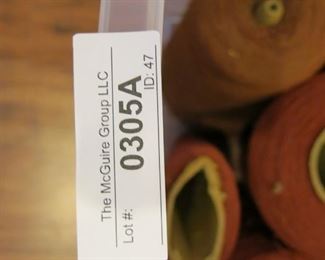 The McGuire Group LLC
Lot #:
0305A
ID: 47